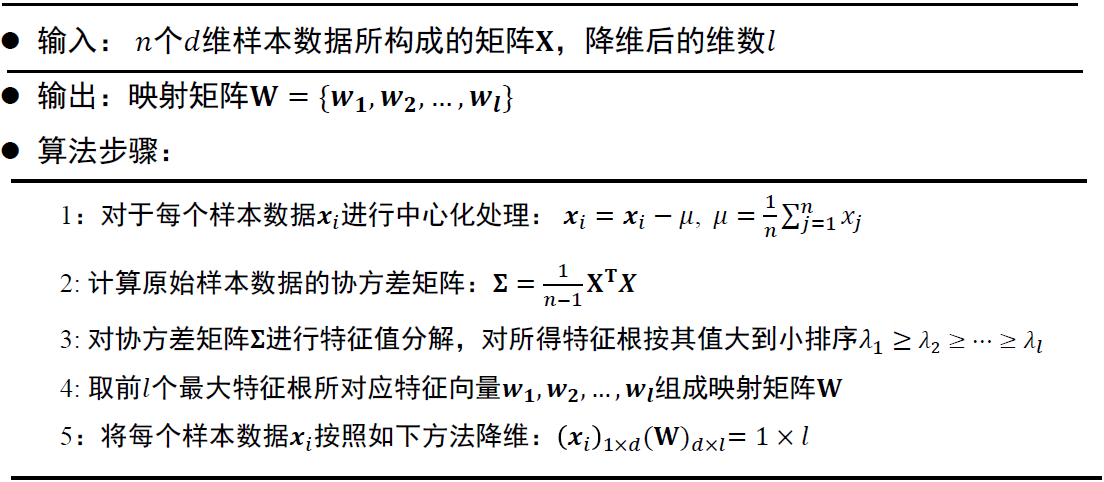 ● 输入： n个d维样本数据所构成的矩阵𝐗，降维后的维数l
● 输出：映射矩阵𝐖 = {𝒘𝟏, 𝒘𝟐, … , 𝒘𝒍}
● 算法步骤：
1：对于每个样本数据𝒙𝒊进行中心化处理： 𝒙𝒊 = 𝒙𝒊 − μ, μ = \frac{1}{n}∑_{j=1}^{n} x_j
2: 计算原始样本数据的协方差矩阵：𝚺 = \frac{1}{n−1}𝐗^𝐓𝑿
3: 对协方差矩阵𝚺进行特征值分解，对所得特征根按其值大到小排序λ₁ ≥ λ₂ ≥ ⋯ ≥ λ_l
4: 取前l个最大特征根所对应特征向量𝒘𝟏, 𝒘𝟐, … , 𝒘𝒍组成映射矩阵𝐖
5：将每个样本数据𝒙𝒊按照如下方法降维：(𝒙𝒊)_{1×d}(𝐖)_{d×l}= 1 × l